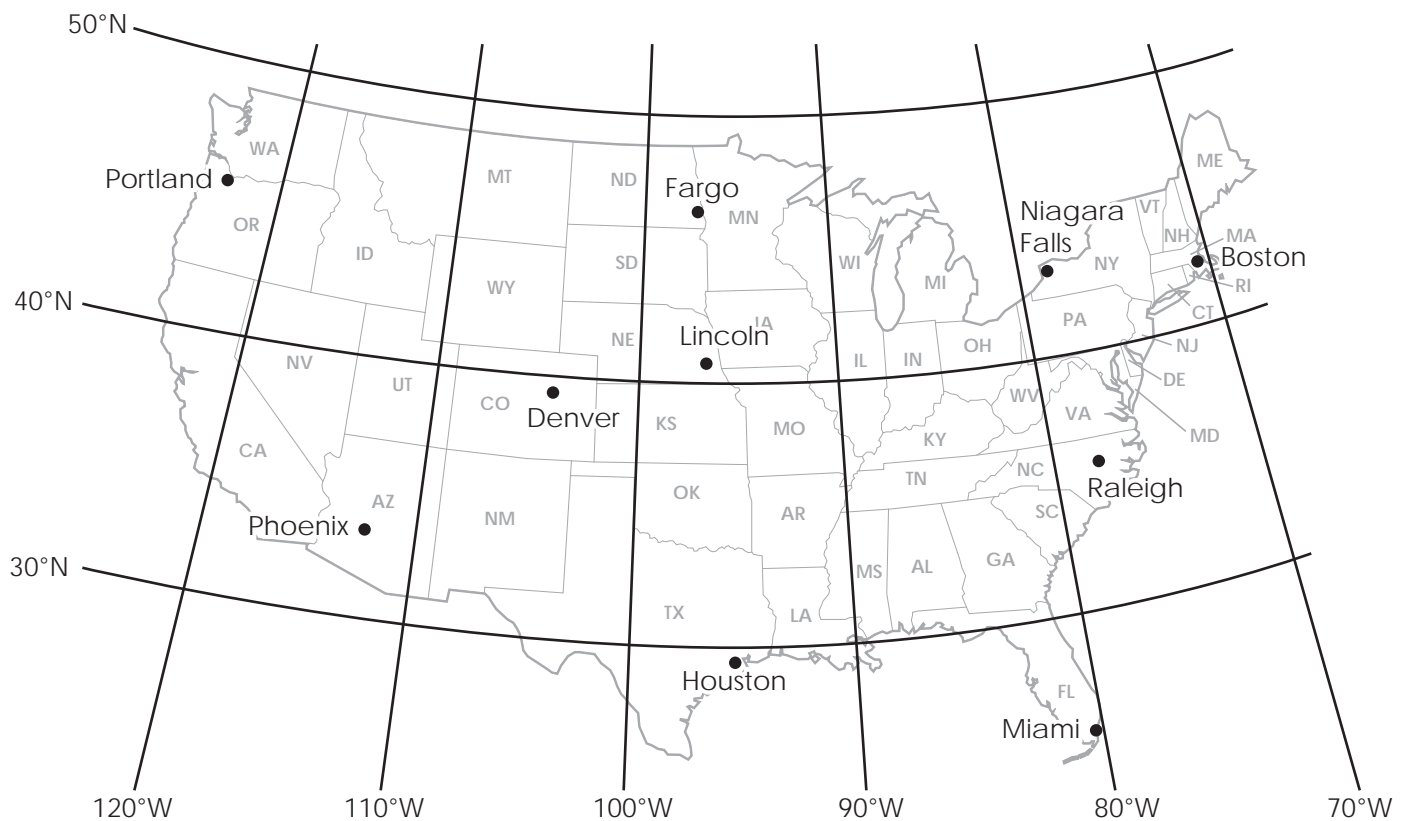 50°N
WA
ME
Portland
MT
ND
Fargo
MN
VT
Niagara
Falls
OR
NH
MA
ID
SD
WI
NY
Boston
MI
RI
WY
40°N
CT
IA
PA
Lincoln
NE
OH
NJ
NV
IL
IN
UT
DE
CO
Denver
WV
VA
KS
MO
KY
MD
CA
TN
NC
Raleigh
OK
AZ
NM
AR
SC
Phoenix
30°N
MS
AL
GA
TX
LA
Houston
FL
Miami
120°W
110°W
100°W
90°W
80°W
70°W